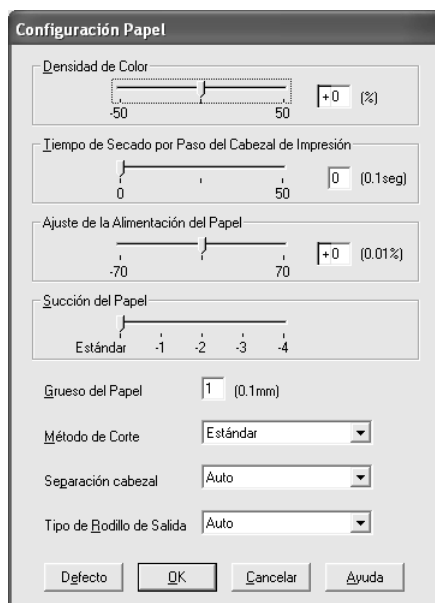 Configuración Papel
Densidad de Color
+0 (%)
-50 50
Tiempo de Secado por Paso del Cabezal de Impresión
0 (0.1seg)
0 50
Ajuste de la Alimentación del Papel
+0 (0.01%)
-70 70
Succión del Papel
Estándar -1 -2 -3 -4
Grueso del Papel 1 (0.1mm)
Método de Corte Estándar
Separación cabezal Auto
Tipo de Rodillo de Salida Auto
Defecto OK Cancelar Ayuda